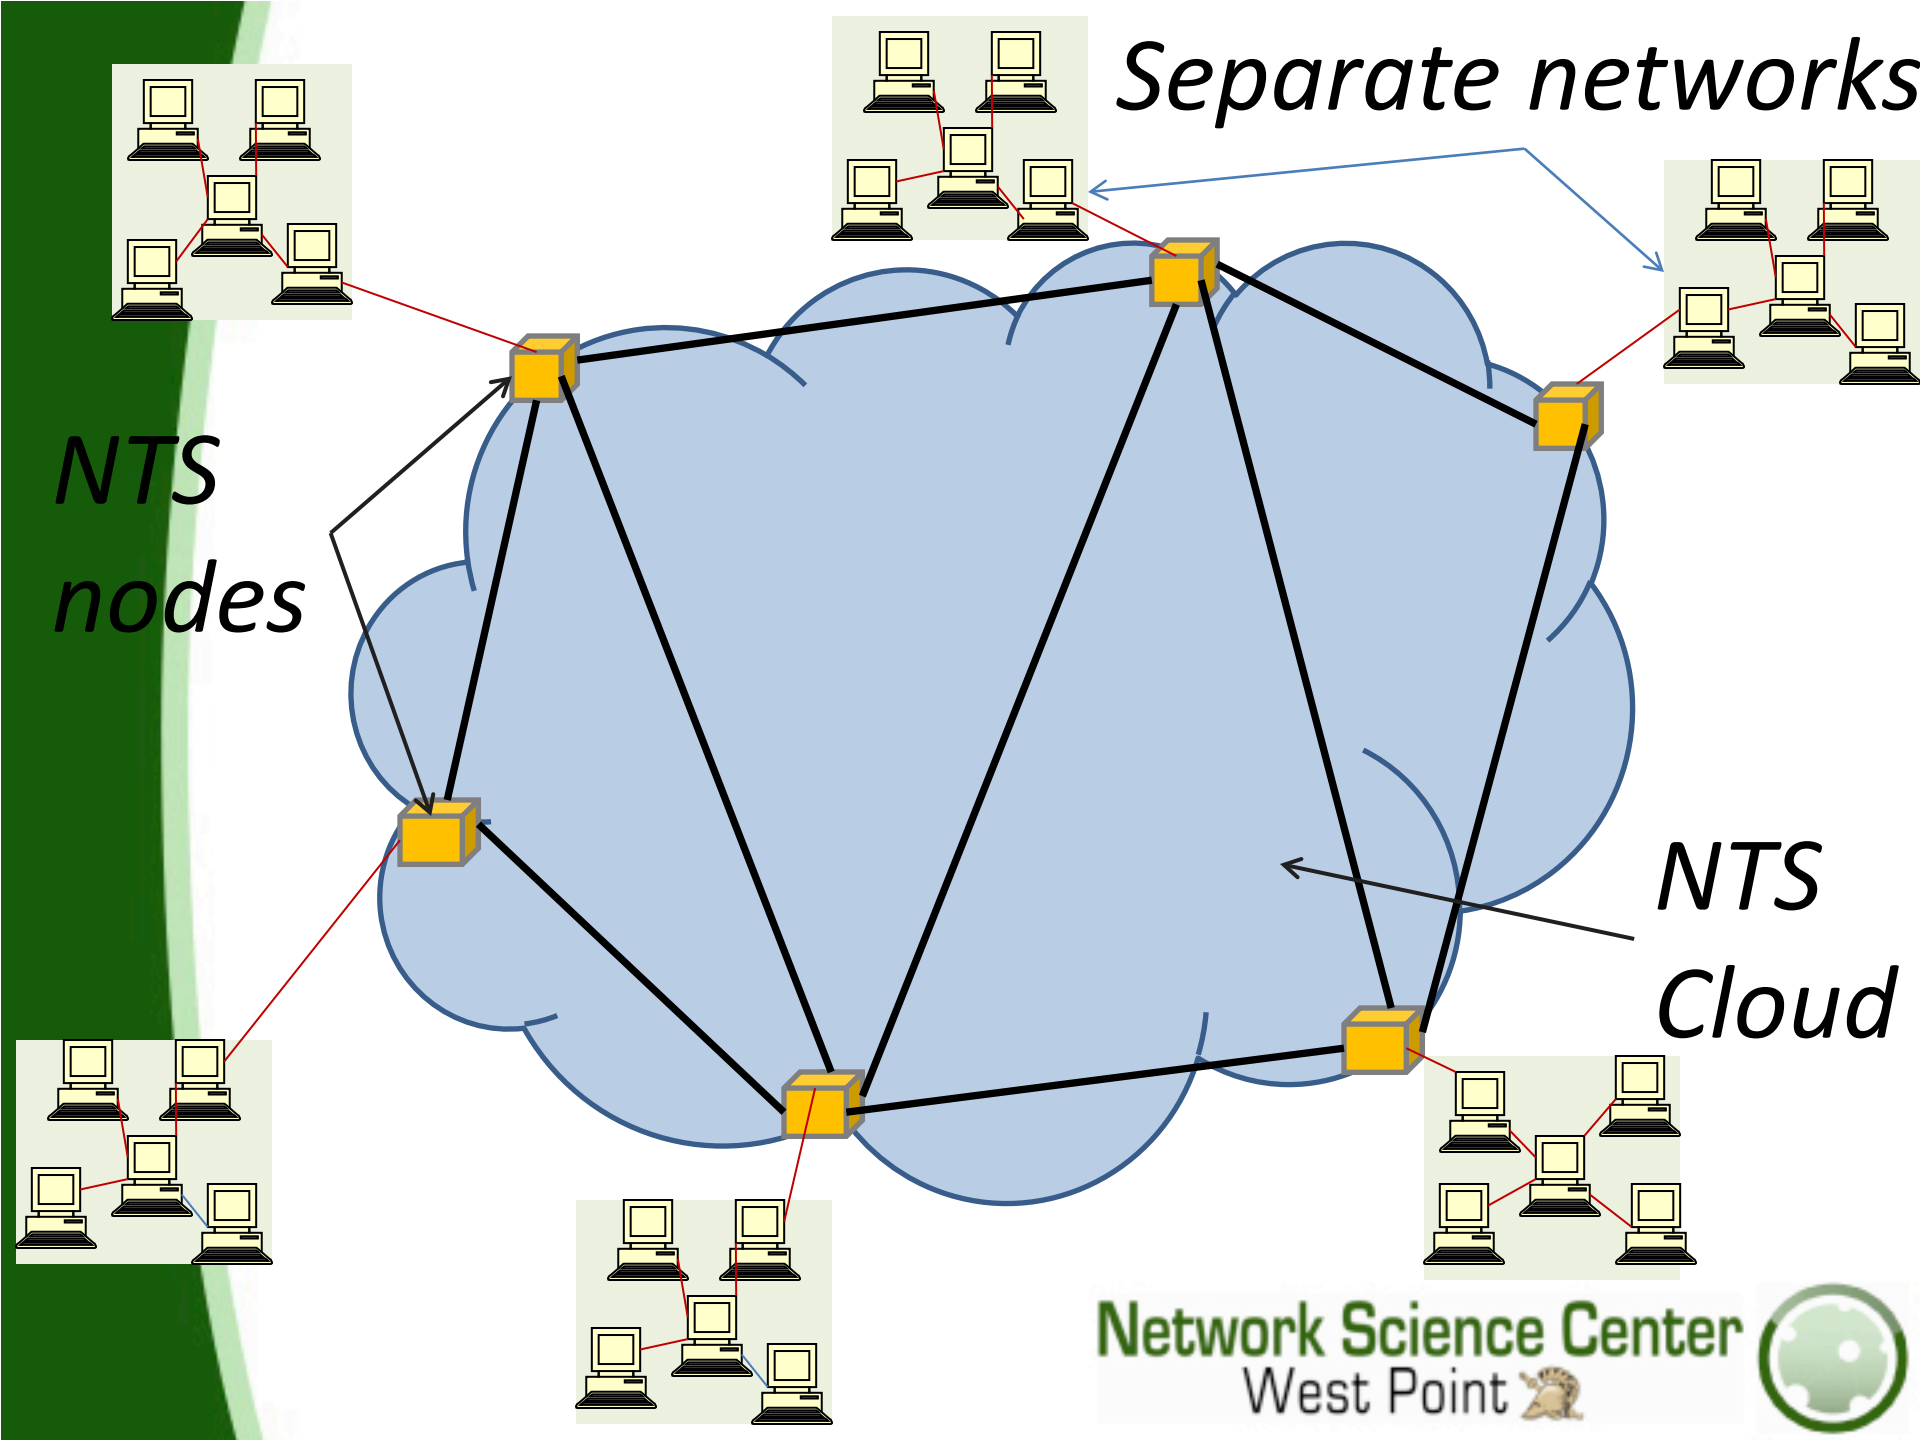 Separate networks
NTS
nodes
NTS
Cloud
Network Science Center
West Point